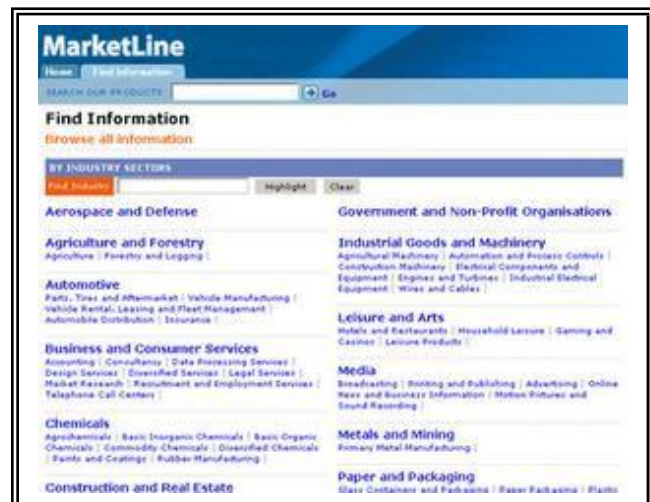 MarketLine
Home Find Information
SEARCH OUR PRODUCTS Go
Find Information
Browse all information
BY INDUSTRY SECTORS
Find Industry Highlight Clear
Aerospace and Defense
Agriculture and Forestry
Agriculture | Forestry and Logging |
Automotive
Parts, Tires and Aftermarket | Vehicle Manufacturing |
Vehicle Rental, Leasing and Fleet Management |
Automobile Distribution | Insurance |
Business and Consumer Services
Accounting | Consultancy | Data Processing Services |
Design Services | Diversified Services | Legal Services |
Market Research | Recruitment and Employment Services |
Telephone Call Centers |
Chemicals
Agrochemicals | Basic Inorganic Chemicals | Basic Organic
Chemicals | Commodity Chemicals | Diversified Chemicals
| Paints and Coatings | Rubber Manufacturing |
Construction and Real Estate
Government and Non-Profit Organisations
Industrial Goods and Machinery
Agricultural Machinery | Automation and Process Controls |
Construction Machinery | Electrical Components and
Equipment | Engines and Turbines | Industrial Electrical
Equipment | Wires and Cables |
Leisure and Arts
Hotels and Restaurants | Household Leisure | Gaming and
Casinos | Leisure Products |
Media
Broadcasting | Printing and Publishing | Advertising | Online
News and Business Information | Motion Pictures and
Sound Recording |
Metals and Mining
Primary Metal Manufacturing |
Paper and Packaging
Glass Containers and Packaging | Paper Packaging | Plastic